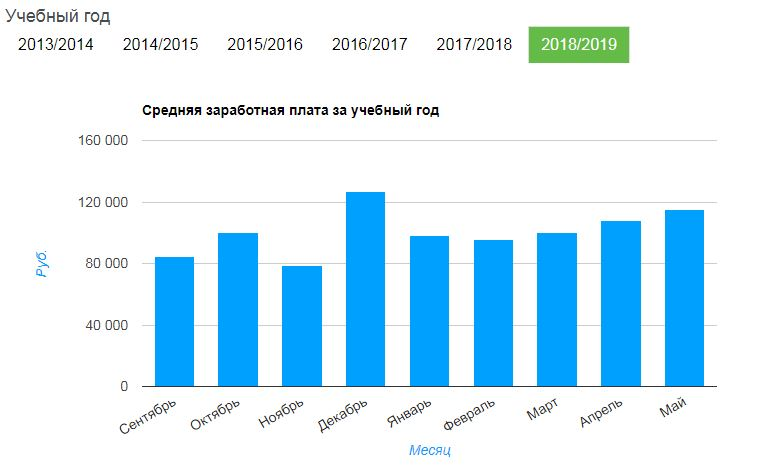 Учебный год
2013/2014 2014/2015 2015/2016 2016/2017 2017/2018 2018/2019
Средняя заработная плата за учебный год
160 000
120 000
80 000
40 000
0
Руб.
Сентябрь Октябрь Ноябрь Декабрь Январь Февраль Март Апрель Май
Месяц